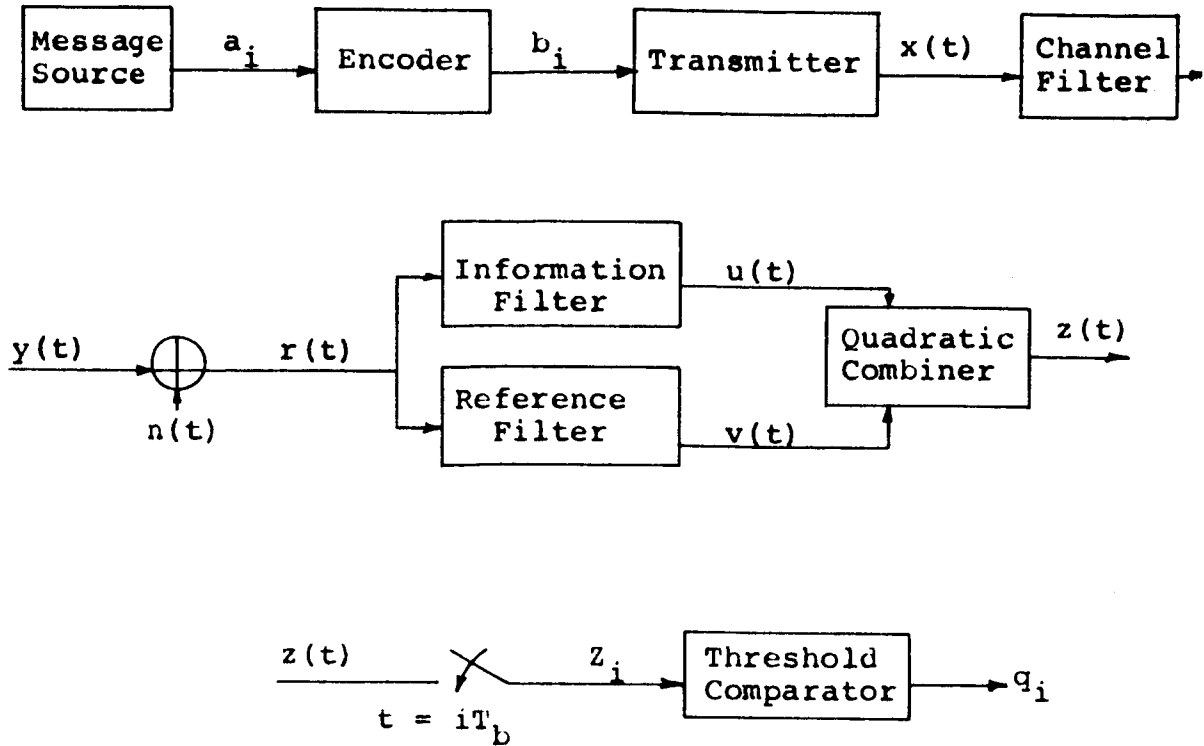 Message
Source
a_i
Encoder
b_i
Transmitter
x(t)
Channel
Filter
Information
Filter
u(t)
y(t)
r(t)
n(t)
Reference
Filter
v(t)
Quadratic
Combiner
z(t)
z(t)
t = iT_b
Z_i
Threshold
Comparator
q_i